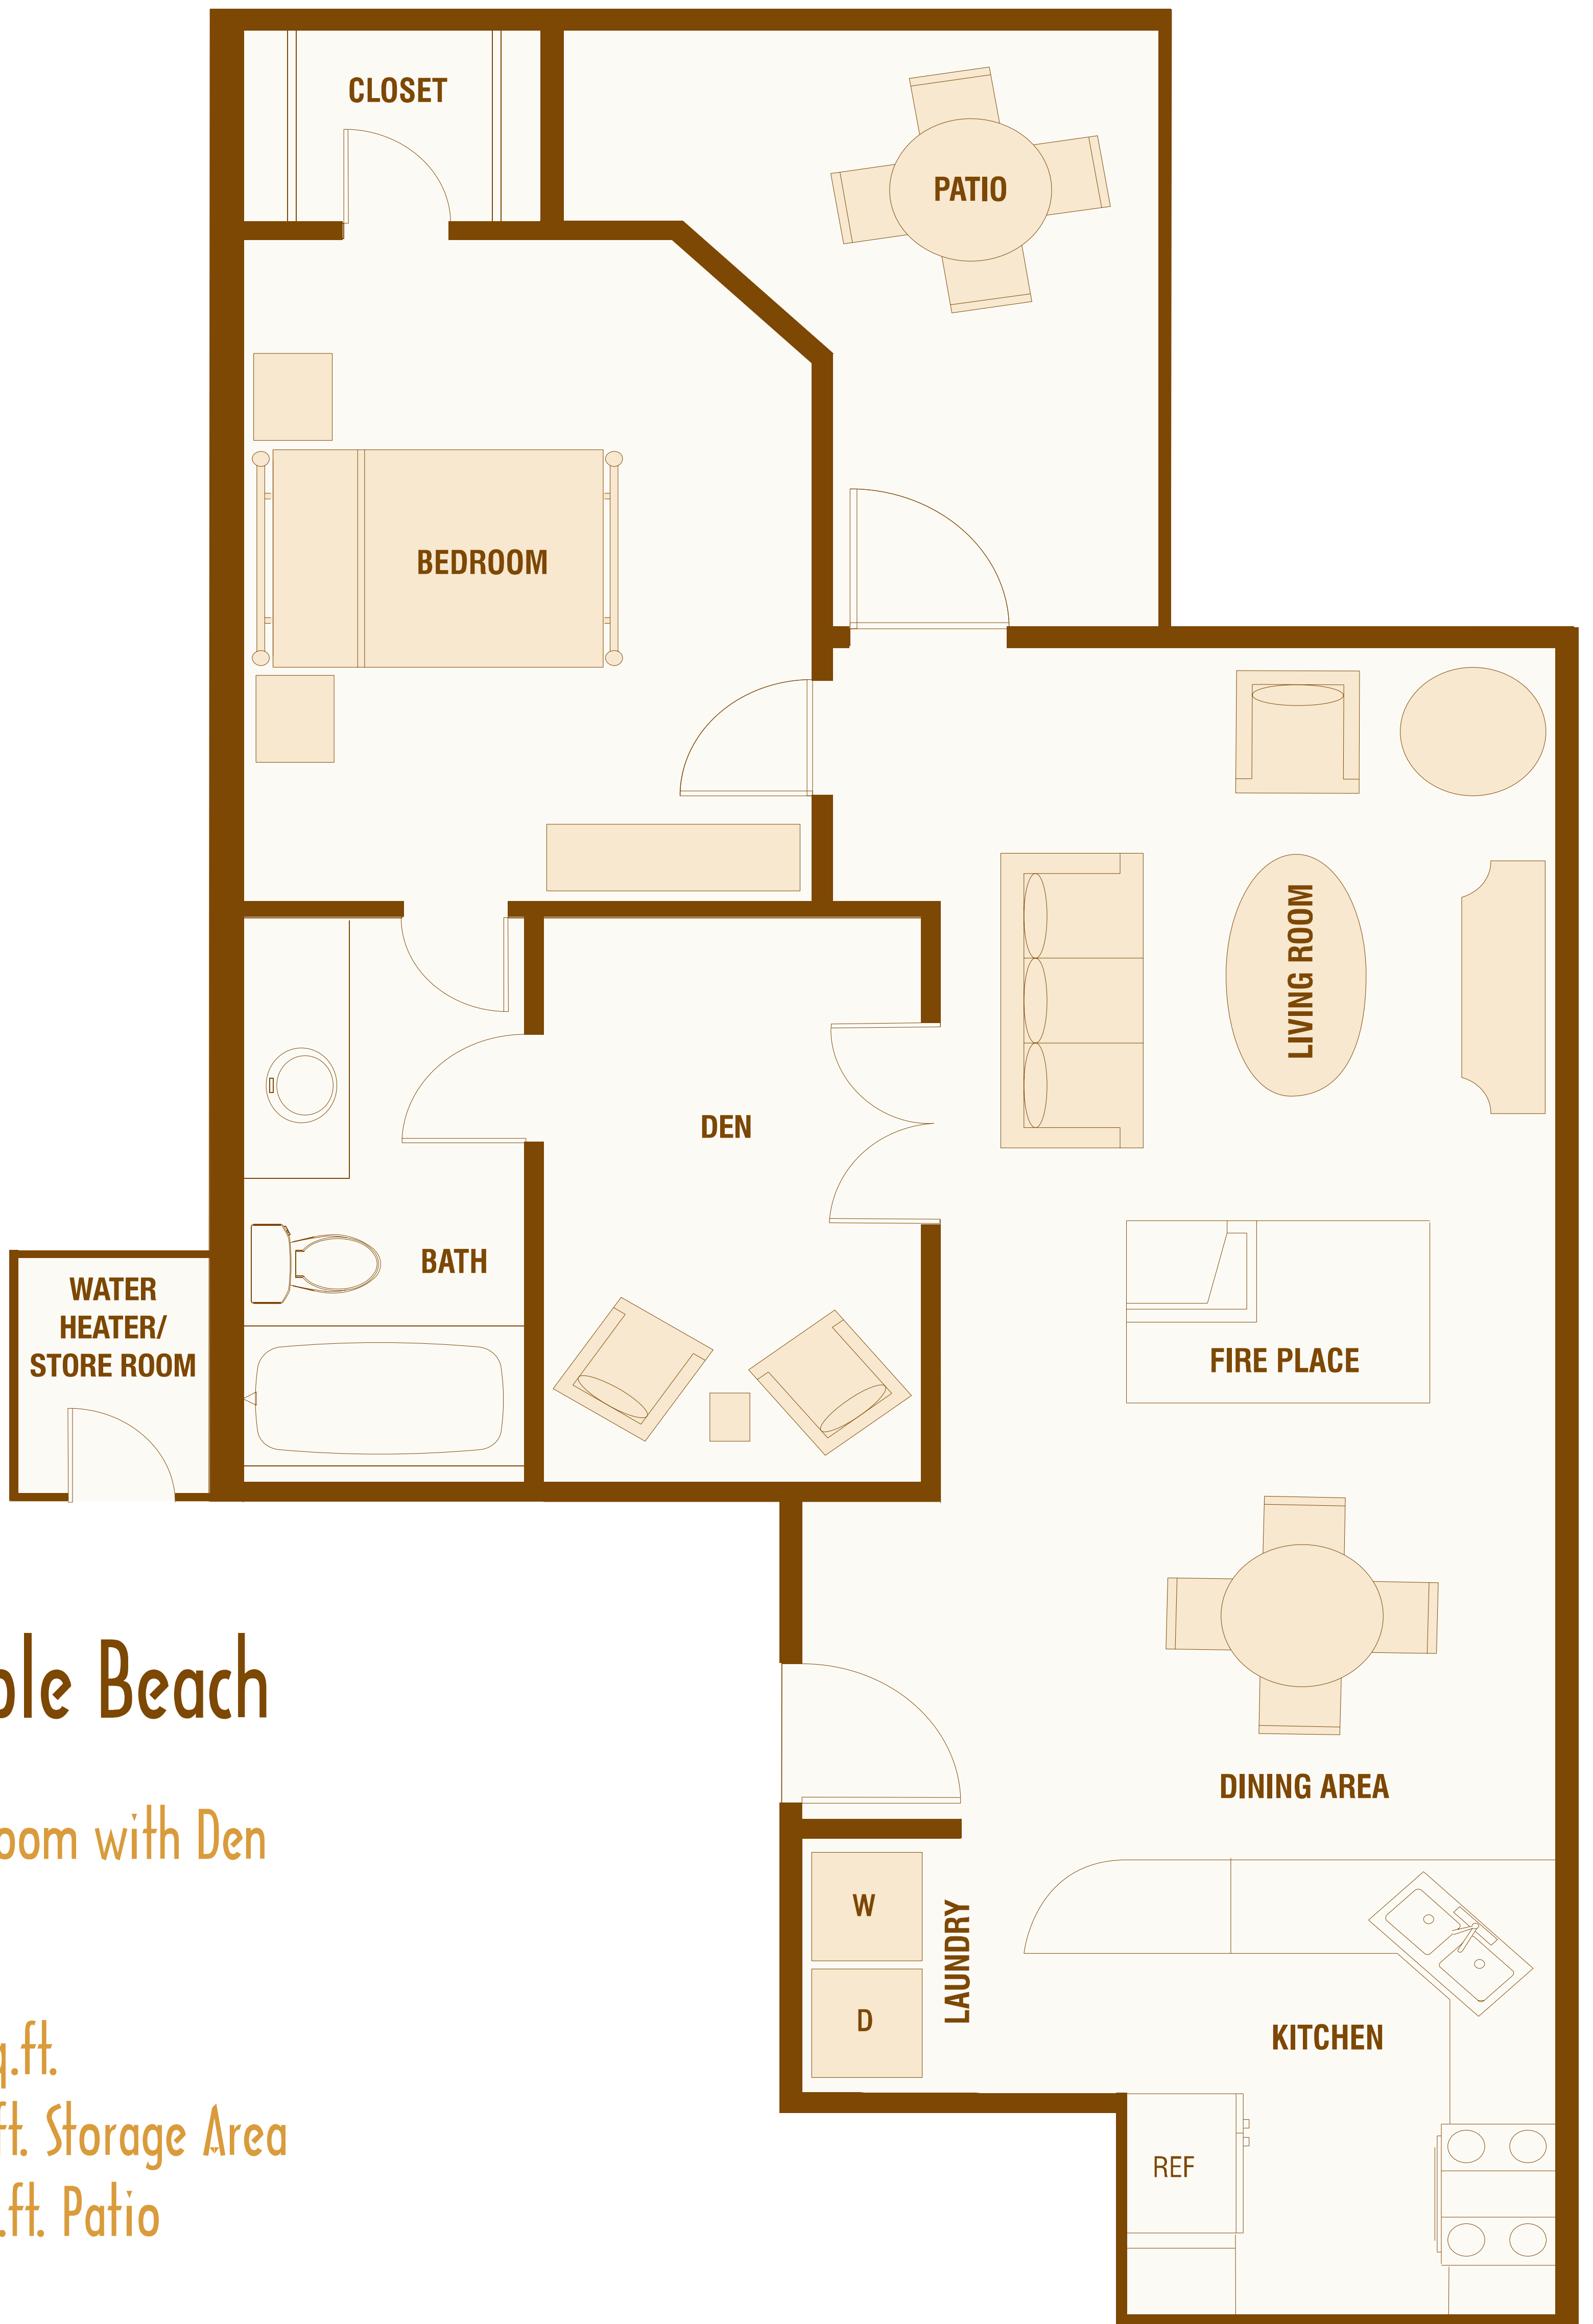 CLOSET
PATIO
BEDROOM
LIVING ROOM
DEN
BATH
WATER
HEATER/
STORE ROOM
FIRE PLACE
DINING AREA
W
D
LAUNDRY
KITCHEN
REF
Beach
with Den
Storage Area
Patio